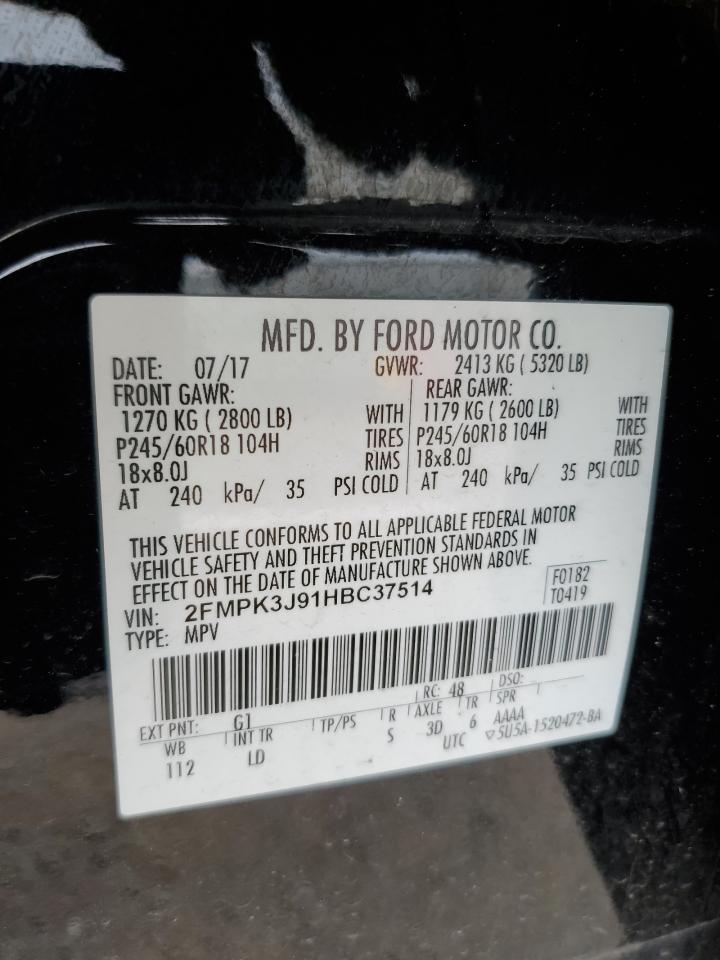 MFD. BY FORD MOTOR CO.
DATE: 07/17 GVWR: 2413 KG ( 5320 LB)
FRONT GAWR: REAR GAWR:
1270 KG ( 2800 LB) WITH 1179 KG ( 2600 LB) WITH
P245/60R18 104H TIRES P245/60R18 104H TIRES
18x8.0J RIMS 18x8.0J RIMS
AT 240 kPa/ 35 PSI COLD AT 240 kPa/ 35 PSI COLD
THIS VEHICLE CONFORMS TO ALL APPLICABLE FEDERAL MOTOR
VEHICLE SAFETY AND THEFT PREVENTION STANDARDS IN
EFFECT ON THE DATE OF MANUFACTURE SHOWN ABOVE.
VIN: 2FMPK3J91HBC37514 F0182
TYPE: MPV T0419
EXT PNT: G1 RC: 48 DSO:
WB INT TR TP/PS R AXLE TR SPR
112 LD S 3D 6 AAAA
UTC ▽5U5A-1520472-BA